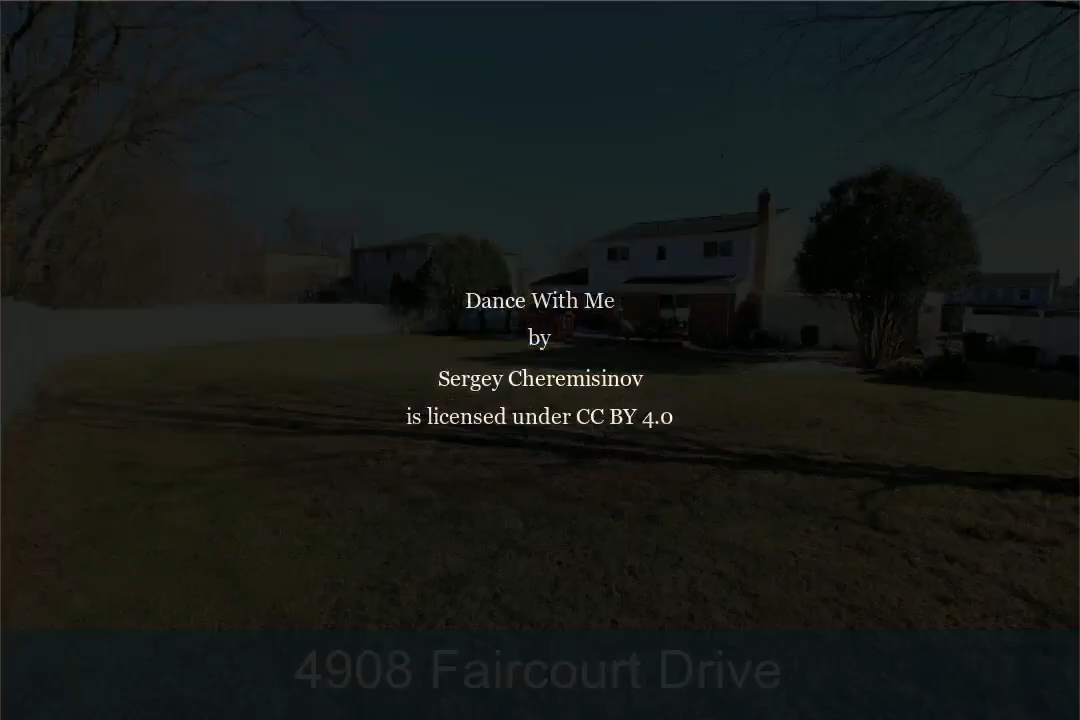 Dance With Me
by
Sergey Cheremisinov
is licensed under CC BY 4.0
4908 Faircourt Drive